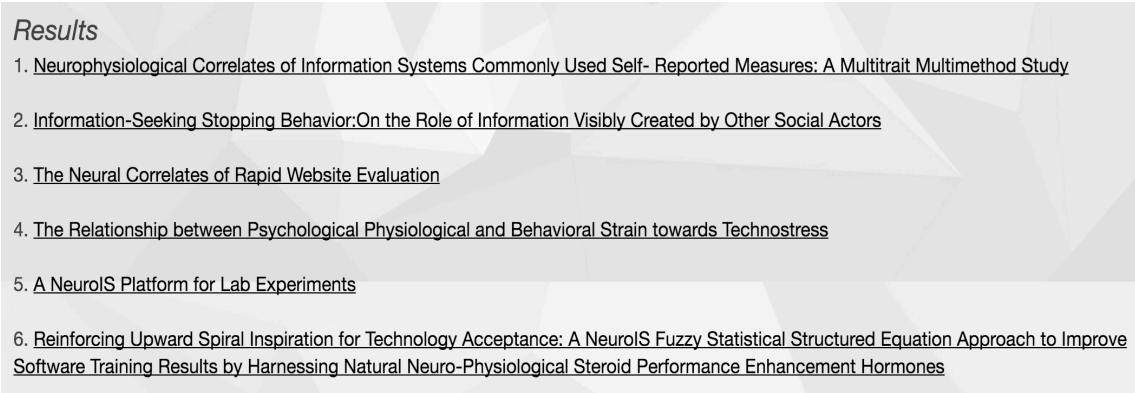 Results
1. Neurophysiological Correlates of Information Systems Commonly Used Self- Reported Measures: A Multitrait Multimethod Study
2. Information-Seeking Stopping Behavior:On the Role of Information Visibly Created by Other Social Actors
3. The Neural Correlates of Rapid Website Evaluation
4. The Relationship between Psychological Physiological and Behavioral Strain towards Technostress
5. A NeuroIS Platform for Lab Experiments
6. Reinforcing Upward Spiral Inspiration for Technology Acceptance: A NeuroIS Fuzzy Statistical Structured Equation Approach to Improve
Software Training Results by Harnessing Natural Neuro-Physiological Steroid Performance Enhancement Hormones